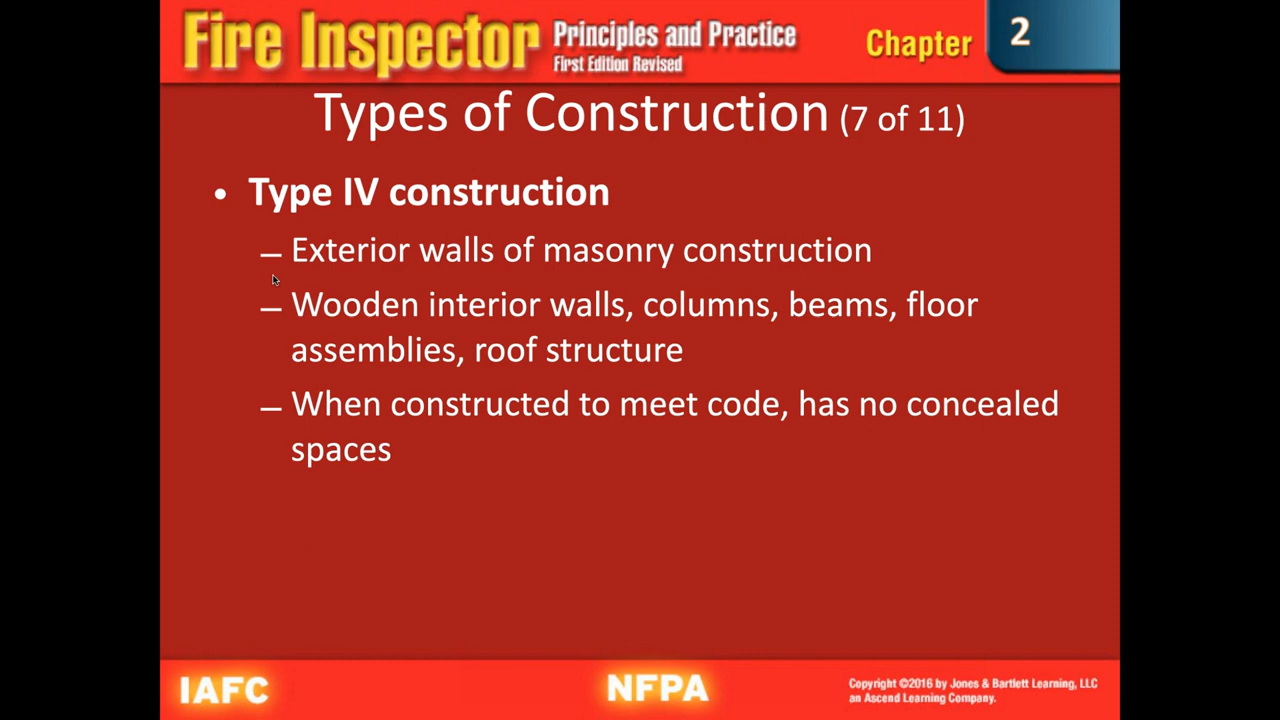 Fire Inspector Principles and Practice
First Edition Revised
Chapter 2
Types of Construction (7 of 11)
• Type IV construction
– Exterior walls of masonry construction
– Wooden interior walls, columns, beams, floor
assemblies, roof structure
– When constructed to meet code, has no concealed
spaces
IAFC
NFPA
Copyright ©2016 by Jones & Bartlett Learning, LLC
an Ascend Learning Company.